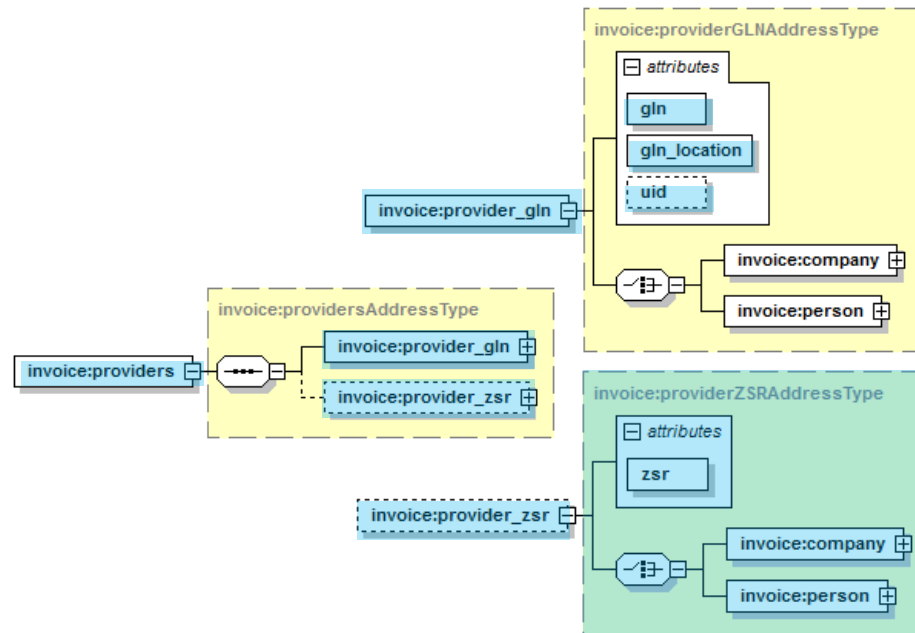 invoice:providerGLNAddressType
attributes
gln
gln_location
uid
invoice:provider_gln
invoice:company
invoice:person
invoice:providersAddressType
invoice:provider_gln
invoice:providers
invoice:provider_zsr
invoice:providerZSRAddressType
attributes
zsr
invoice:provider_zsr
invoice:company
invoice:person